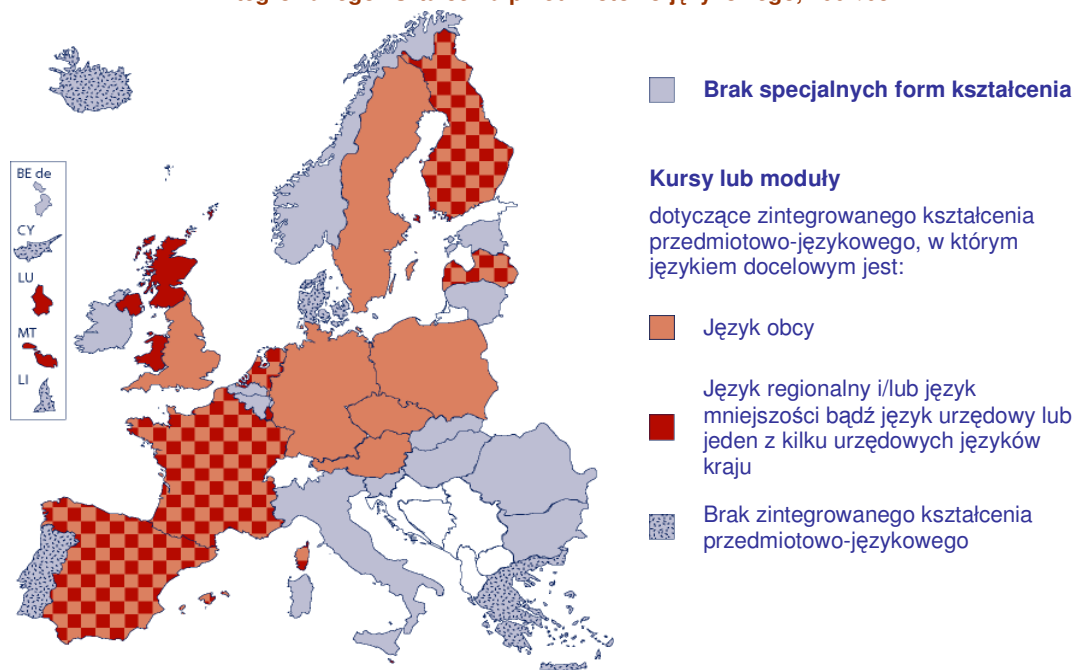 BE de
CY
LU
MT
LI
Brak specjalnych form kształcenia
Kursy lub moduły
dotyczące zintegrowanego kształcenia
przedmiotowo-językowego, w którym
językiem docelowym jest:
Język obcy
Język regionalny i/lub język
mniejszości bądź język urzędowy lub
jeden z kilku urzędowych języków
kraju
Brak zintegrowanego kształcenia
przedmiotowo-językowego